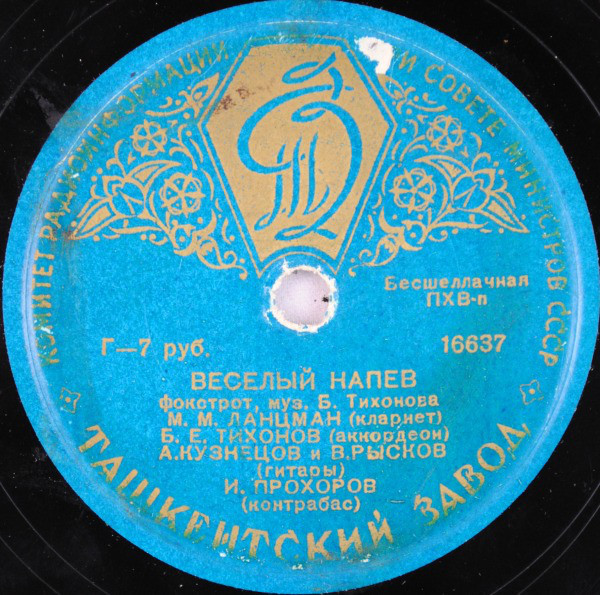 КОМИТЕТ РАДИОИНФОРМАЦИИ И СОВЕТЕ МИНИСТРОВ СССР
Бесшеллачная
ПХВ-п
Г—7 руб.
16637
ВЕСЕЛЫЙ НАПЕВ
фокстрот, муз. Б. Тихонова
М. М. ЛАНЦМАН (кларнет)
Б. Е. ТИХОНОВ (аккордеон)
А.КУЗНЕЦОВ и В.РЫСКОВ
(гитары)
И. ПРОХОРОВ
(контрабас)
ТАШКЕНТСКИЙ ЗАВОД